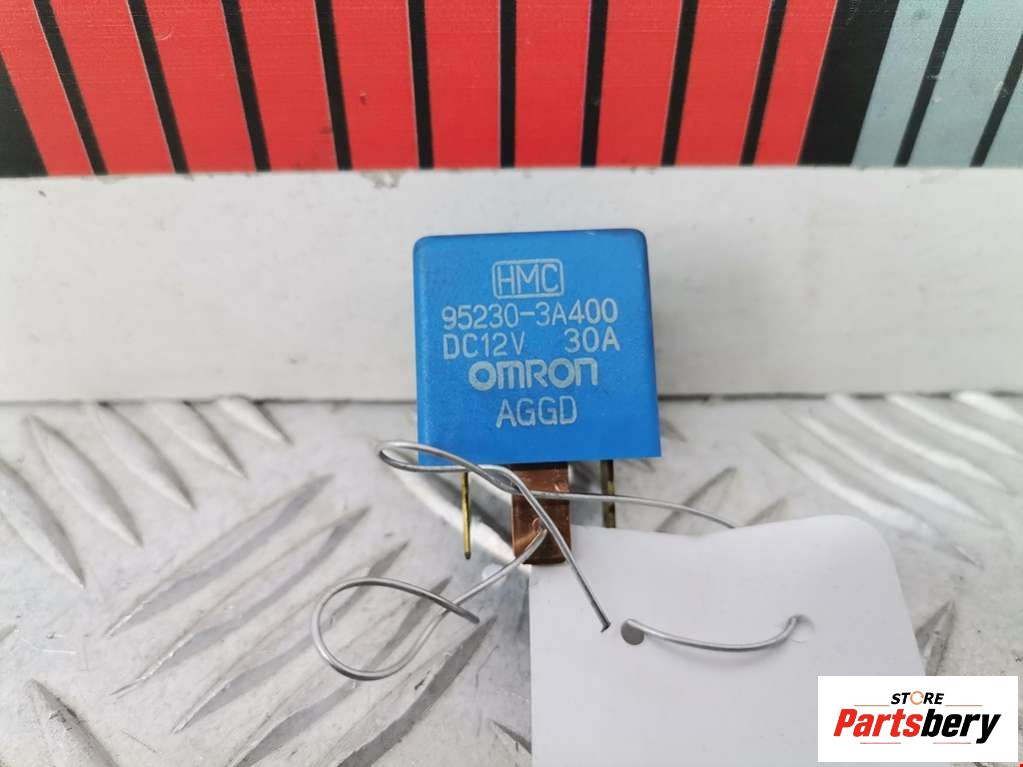 HMC
95230-3A400
DC12V 30A
OMRON
AGGD
STORE
Partsbery